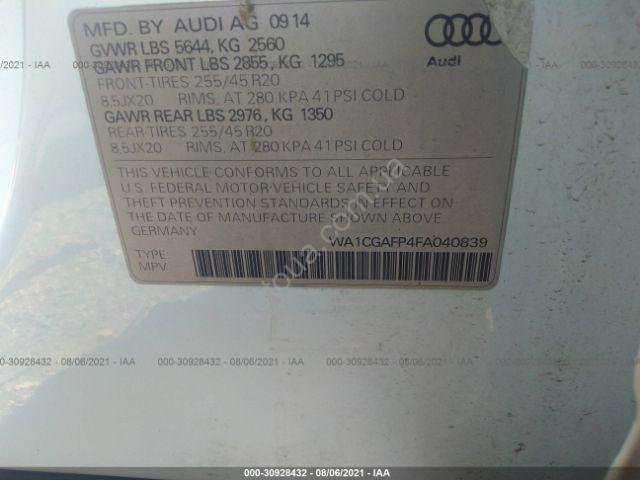 MFD. BY AUDI AG 09 14
GVWR LBS 5644, KG 2560
GAWR FRONT LBS 2855, KG 1295
FRONT-TIRES 255/45 R20
8.5JX20 RIMS, AT 280 KPA 41 PSI COLD
GAWR REAR LBS 2976, KG 1350
REAR-TIRES 255/45 R20
8.5JX20 RIMS, AT 280 KPA 41 PSI COLD
Audi
THIS VEHICLE CONFORMS TO ALL APPLICABLE
U.S. FEDERAL MOTOR VEHICLE SAFETY AND
THEFT PREVENTION STANDARDS IN EFFECT ON
THE DATE OF MANUFACTURE SHOWN ABOVE.
GERMANY
WA1CGAFP4FA040839
TYPE
MPV
000-30928432 - 08/06/2021 - IAA